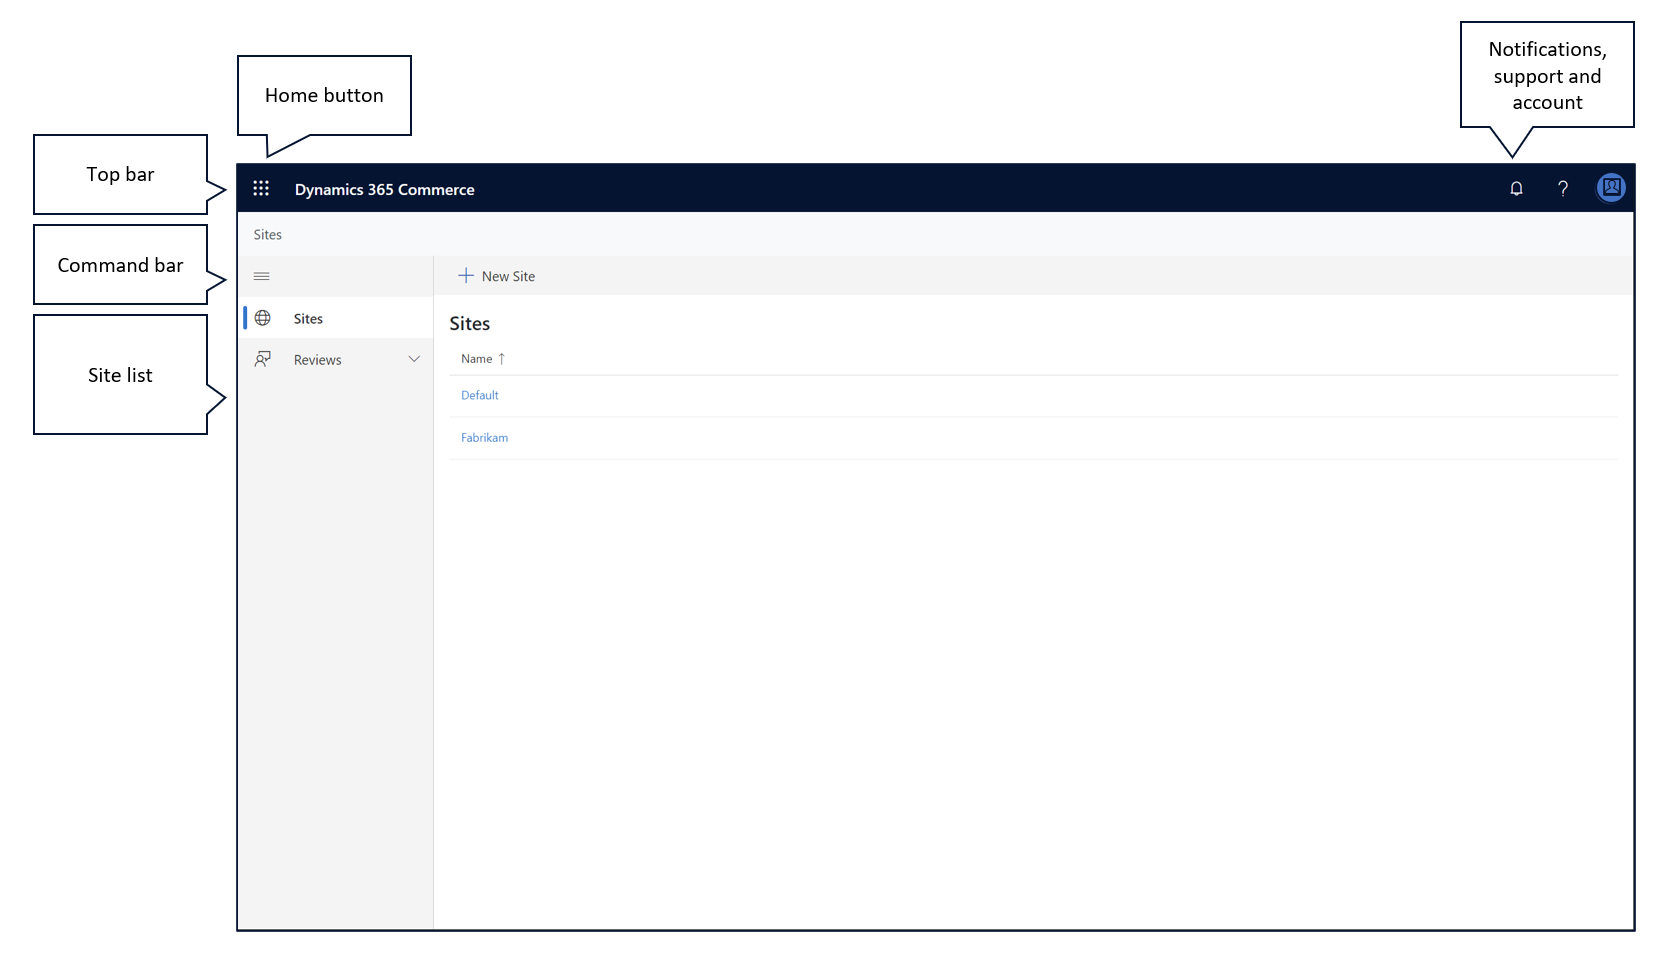 Notifications,
support and
account
Home button
Top bar
Command bar
Site list
Dynamics 365 Commerce
?
Sites
New Site
Sites
Reviews
Sites
Name ↑
Default
Fabrikam